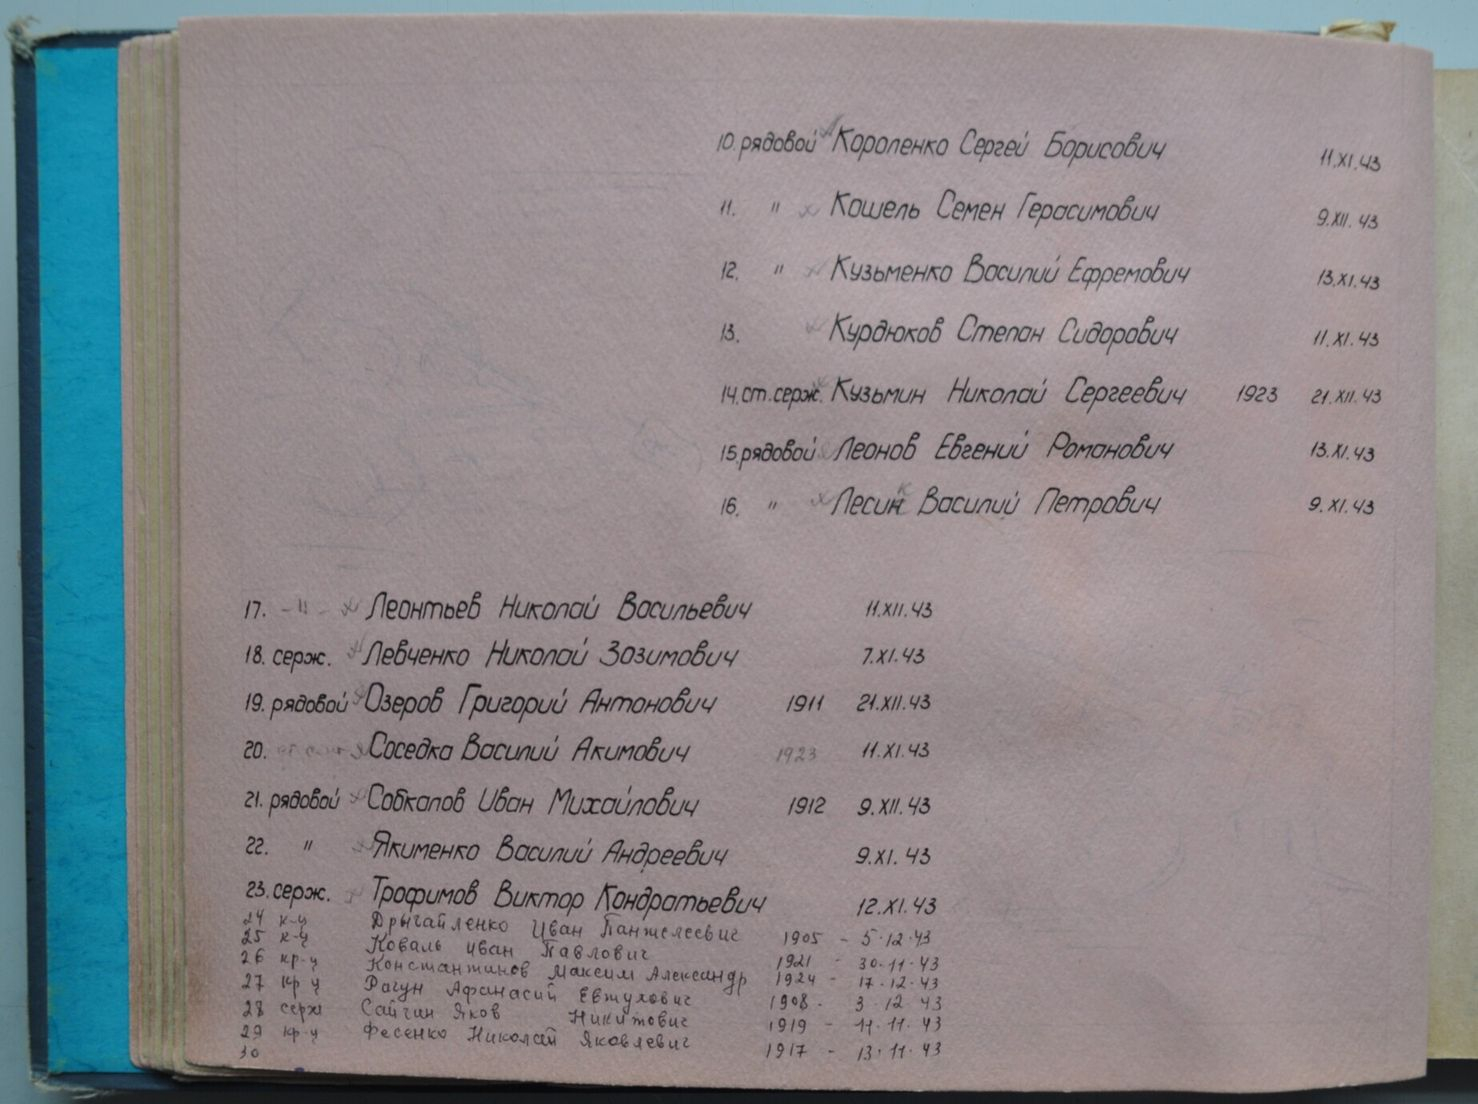 10. рядовой Короленко Сергей Борисович 11.XI.43
11. " Кошель Семен Герасимович 9.XII.43
12. " Кузьменко Василий Ефремович 13.XI.43
13. Курдюков Степан Сидорович 11.XI.43
14. ст.серж. Кузьмин Николай Сергеевич 1923 21.XII.43
15. рядовой Леонов Евгений Романович 13.XI.43
16. " Лесик Василий Петрович 9.XI.43
17. -"- Леонтьев Николай Васильевич 11.XII.43
18. серж. Левченко Николай Зозимович 7.XI.43
19. рядовой Озеров Григорий Антонович 1911 21.XII.43
20. Соседка Василий Акимович 1923 11.XI.43
21. рядовой Собкалов Иван Михайлович 1912 9.XII.43
22. " Якименко Василий Андреевич 9.XI.43
23. серж. Трофимов Виктор Кондратьевич 12.XI.43
24 к-ц Дрыгайленко Иван Пантелеевич 1905 - 5.12.43
25 к-ц Коваль Иван Павлович 1921 - 30.11.43
26 кр-ц Константинов Максим Александр 1924 - 17.12.43
27 кр ц Рагун Афанасий Евтухович 1908 - 3.12.43
28 серж Сайгин Яков Никитович 1919 - 11.11.43
29 кр-ц Фесенко Николай Яковлевич 1917 - 13.11.43
30